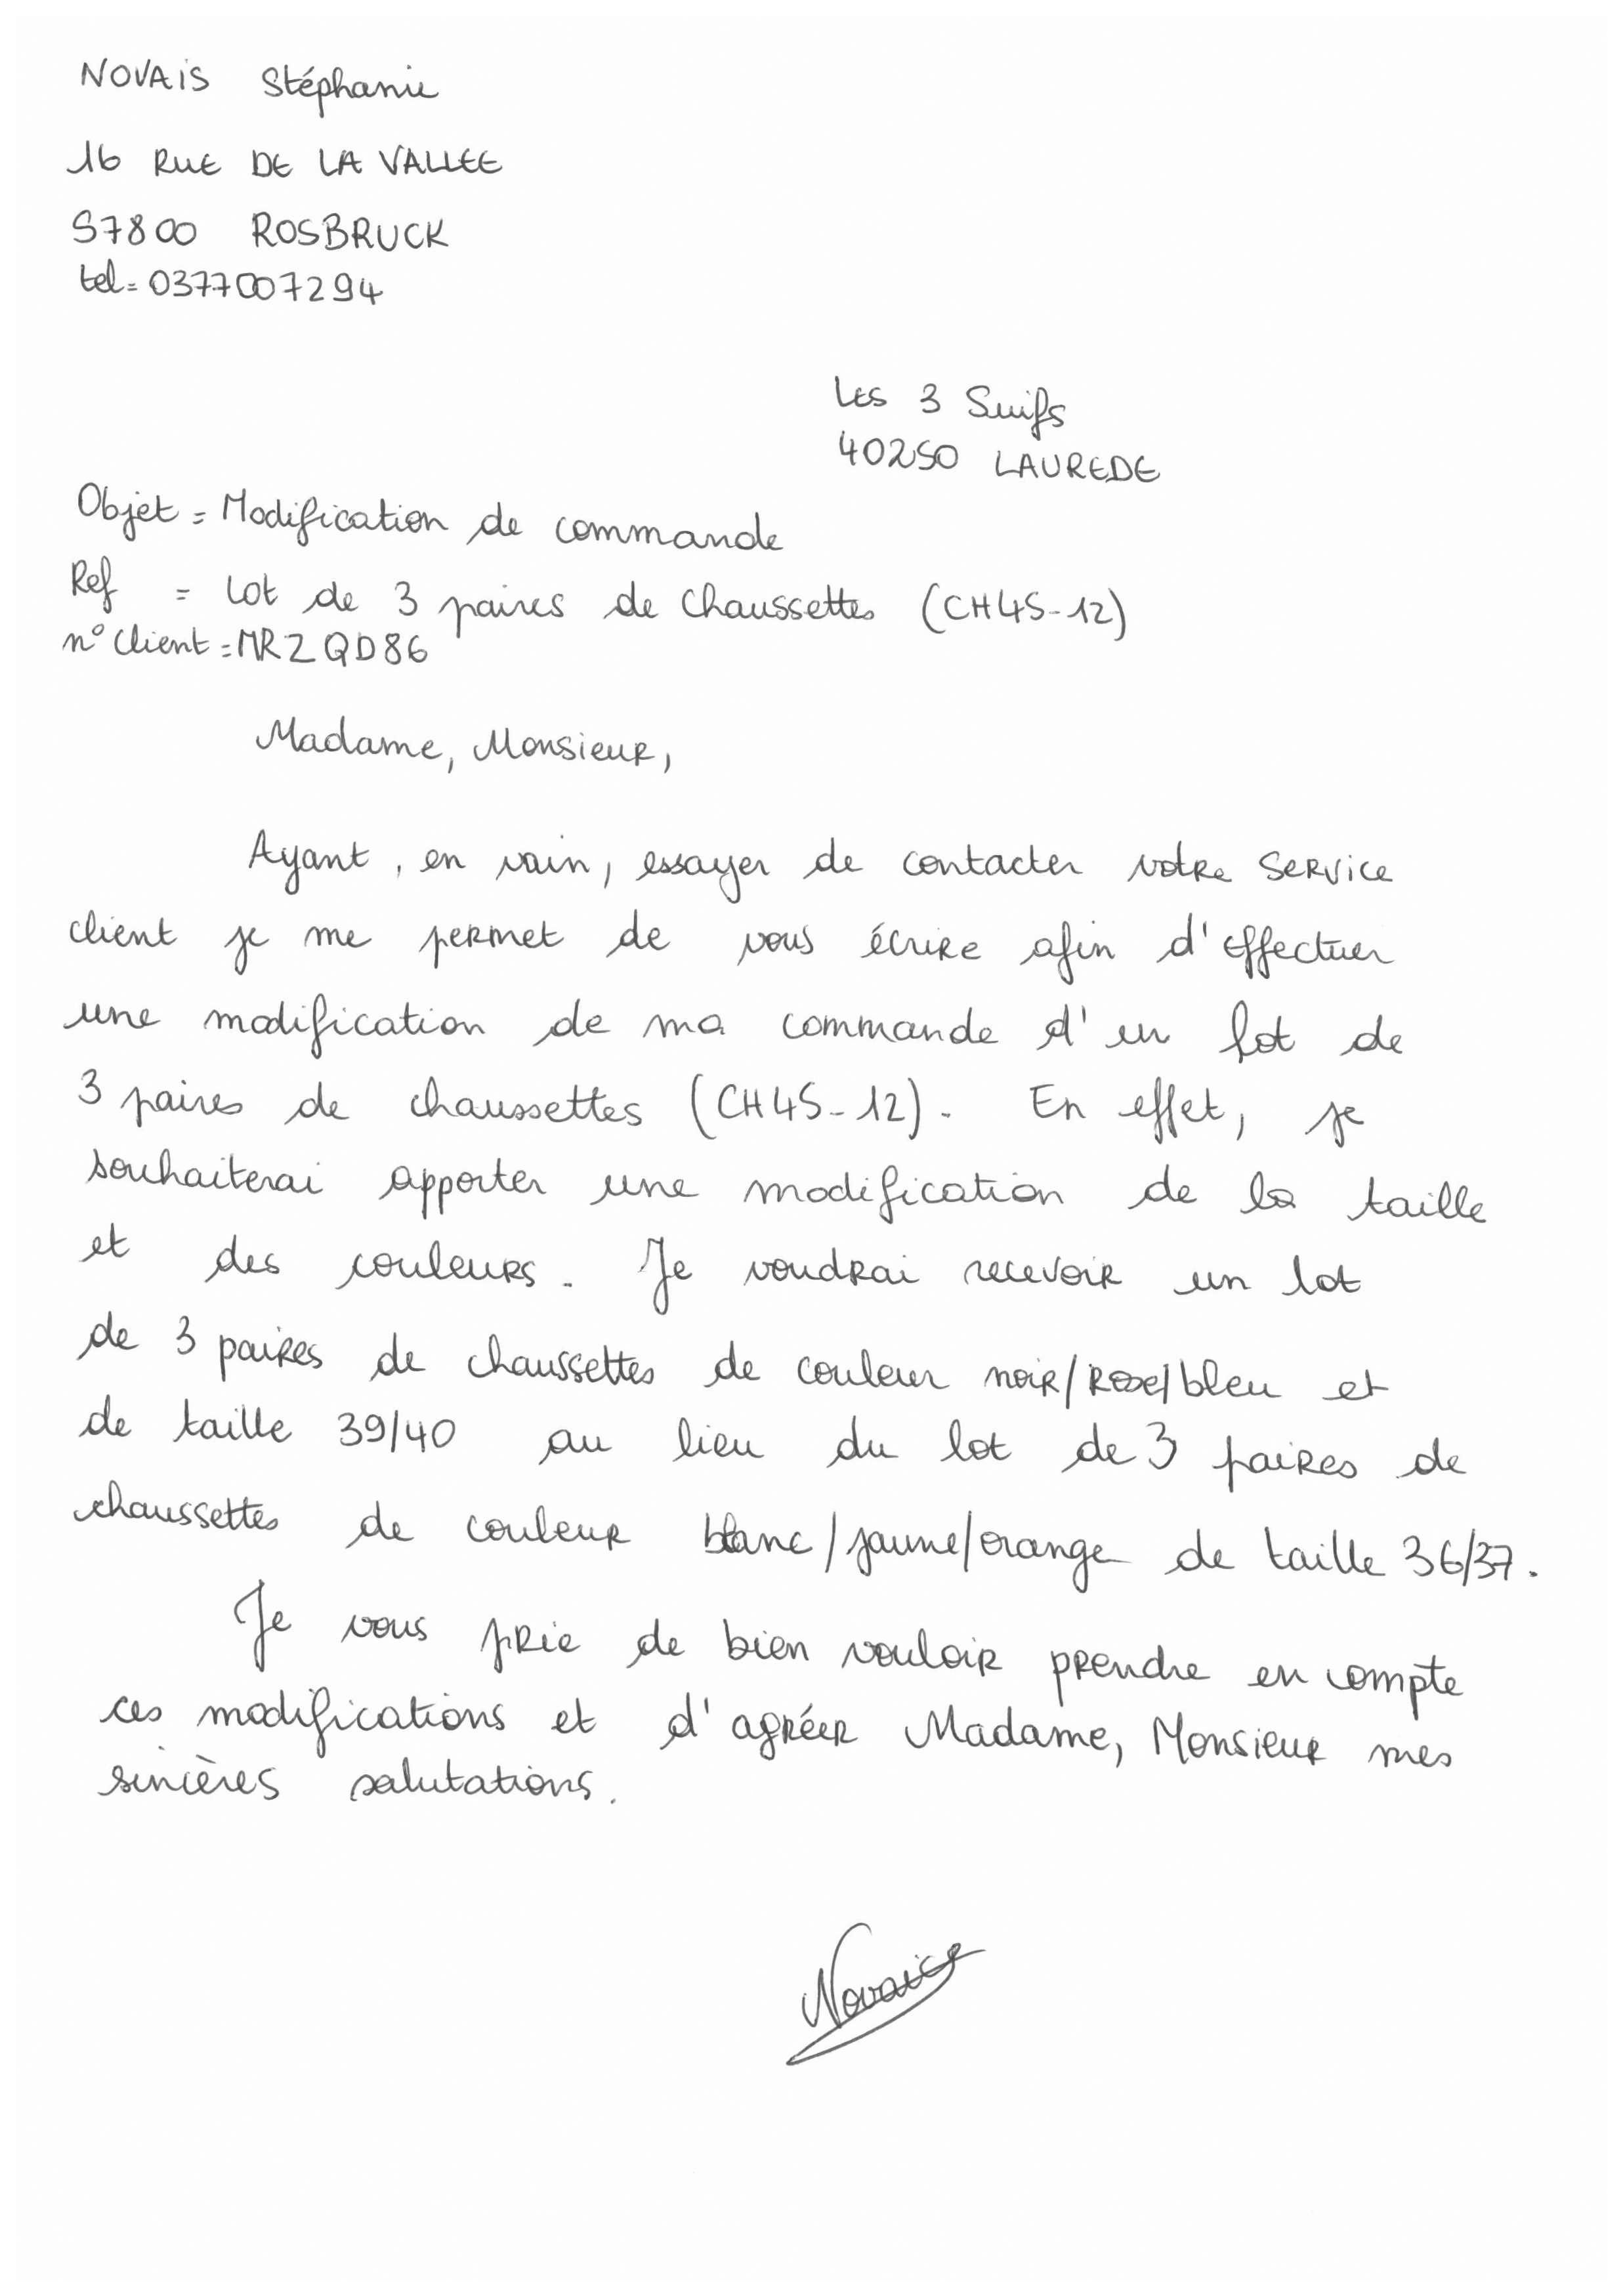 NOVAIS Stéphanie
16 RUE DE LA VALLEE
57800 ROSBRUCK
tel = 0377007294
Les 3 Suifs
40250 LAUREDE
Objet = Modification de commande
Ref = Lot de 3 paires de chaussettes (CH45-12)
n° client = MRZQD86
Madame, Monsieur,
Ayant, en vain, essayer de contacter votre service
client je me permet de vous écrire afin d'effectuer
une modification de ma commande d'un lot de
3 paires de chaussettes (CH45-12). En effet, je
souhaiterai apporter une modification de la taille
et des couleurs. Je voudrai recevoir un lot
de 3 paires de chaussettes de couleur noir/rose/bleu et
de taille 39/40 au lieu du lot de 3 paires de
chaussettes de couleur blanc/jaune/orange de taille 36/37.
Je vous prie de bien vouloir prendre en compte
ces modifications et d'agréer Madame, Monsieur mes
sincères salutations.
Novais